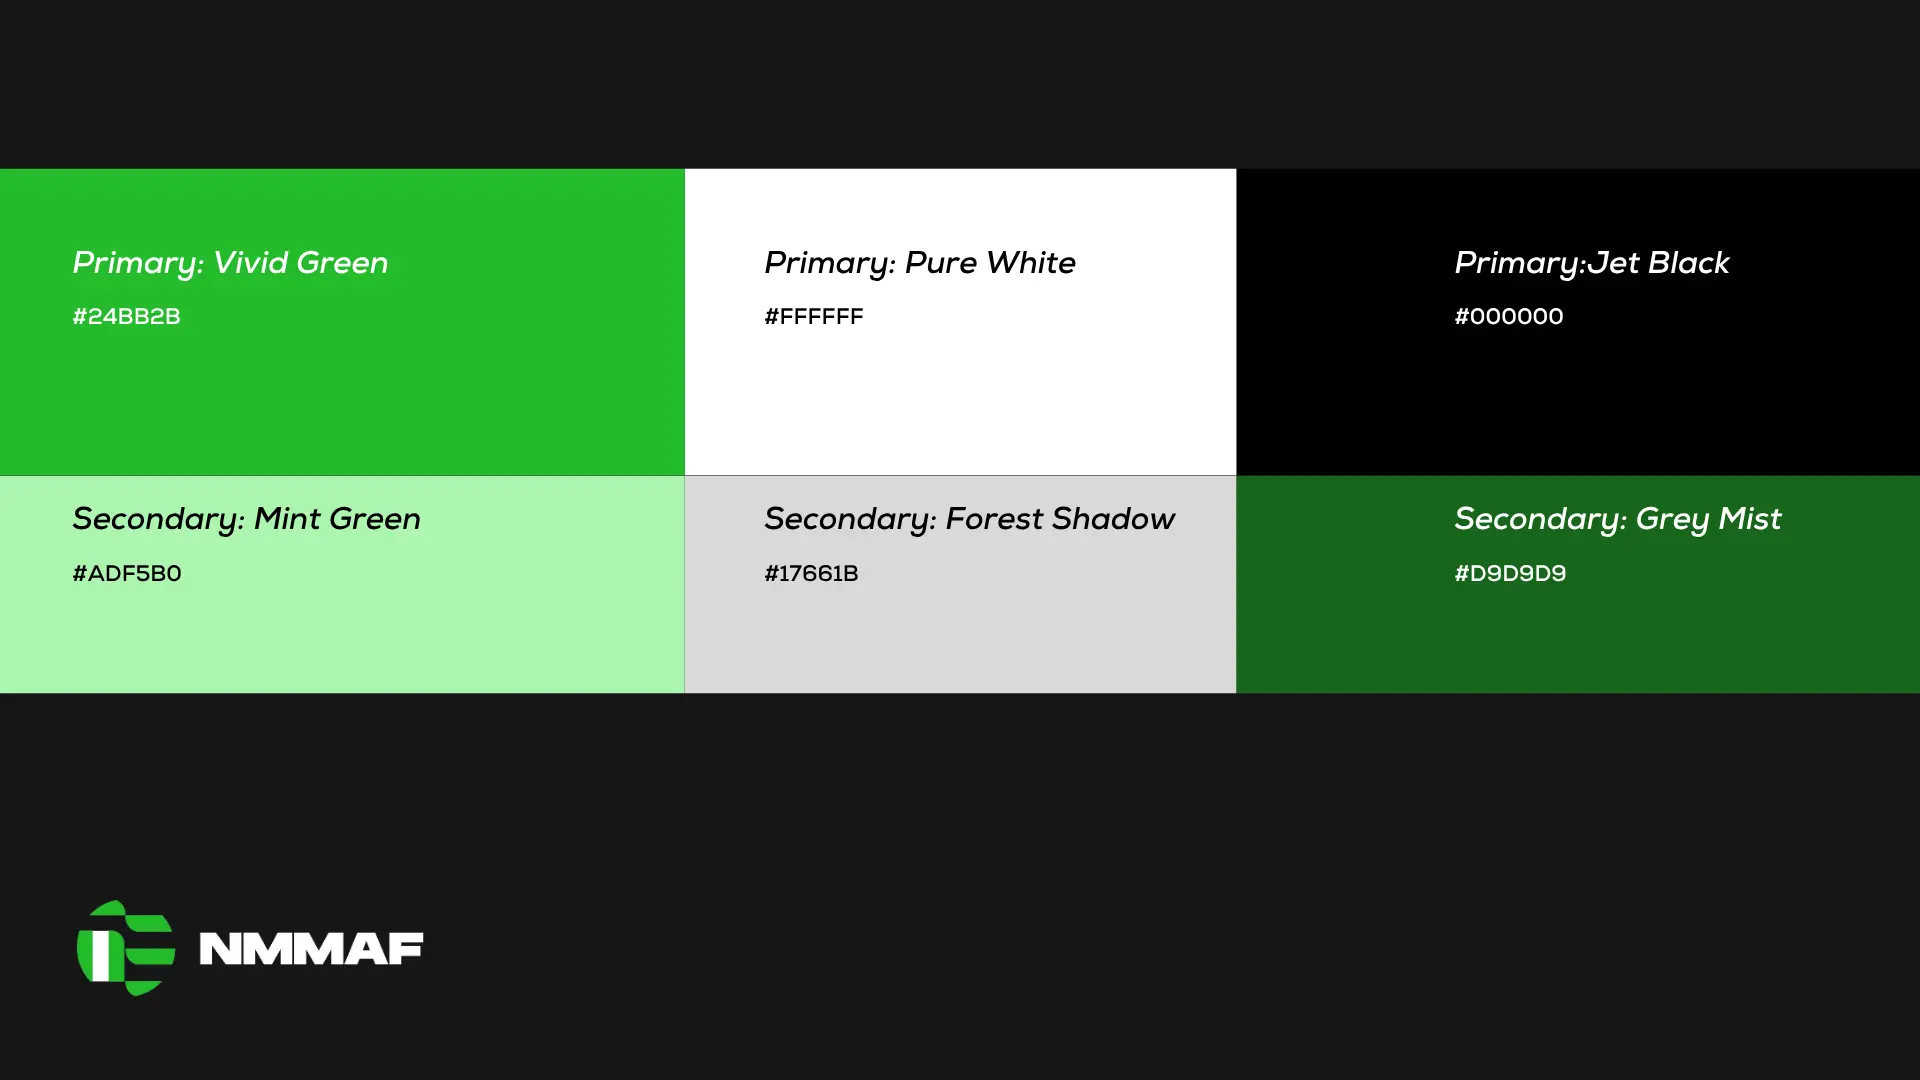 Primary: Vivid Green
#24BB2B
Primary: Pure White
#FFFFFF
Primary:Jet Black
#000000
Secondary: Mint Green
#ADF5B0
Secondary: Forest Shadow
#17661B
Secondary: Grey Mist
#D9D9D9
NMMAF